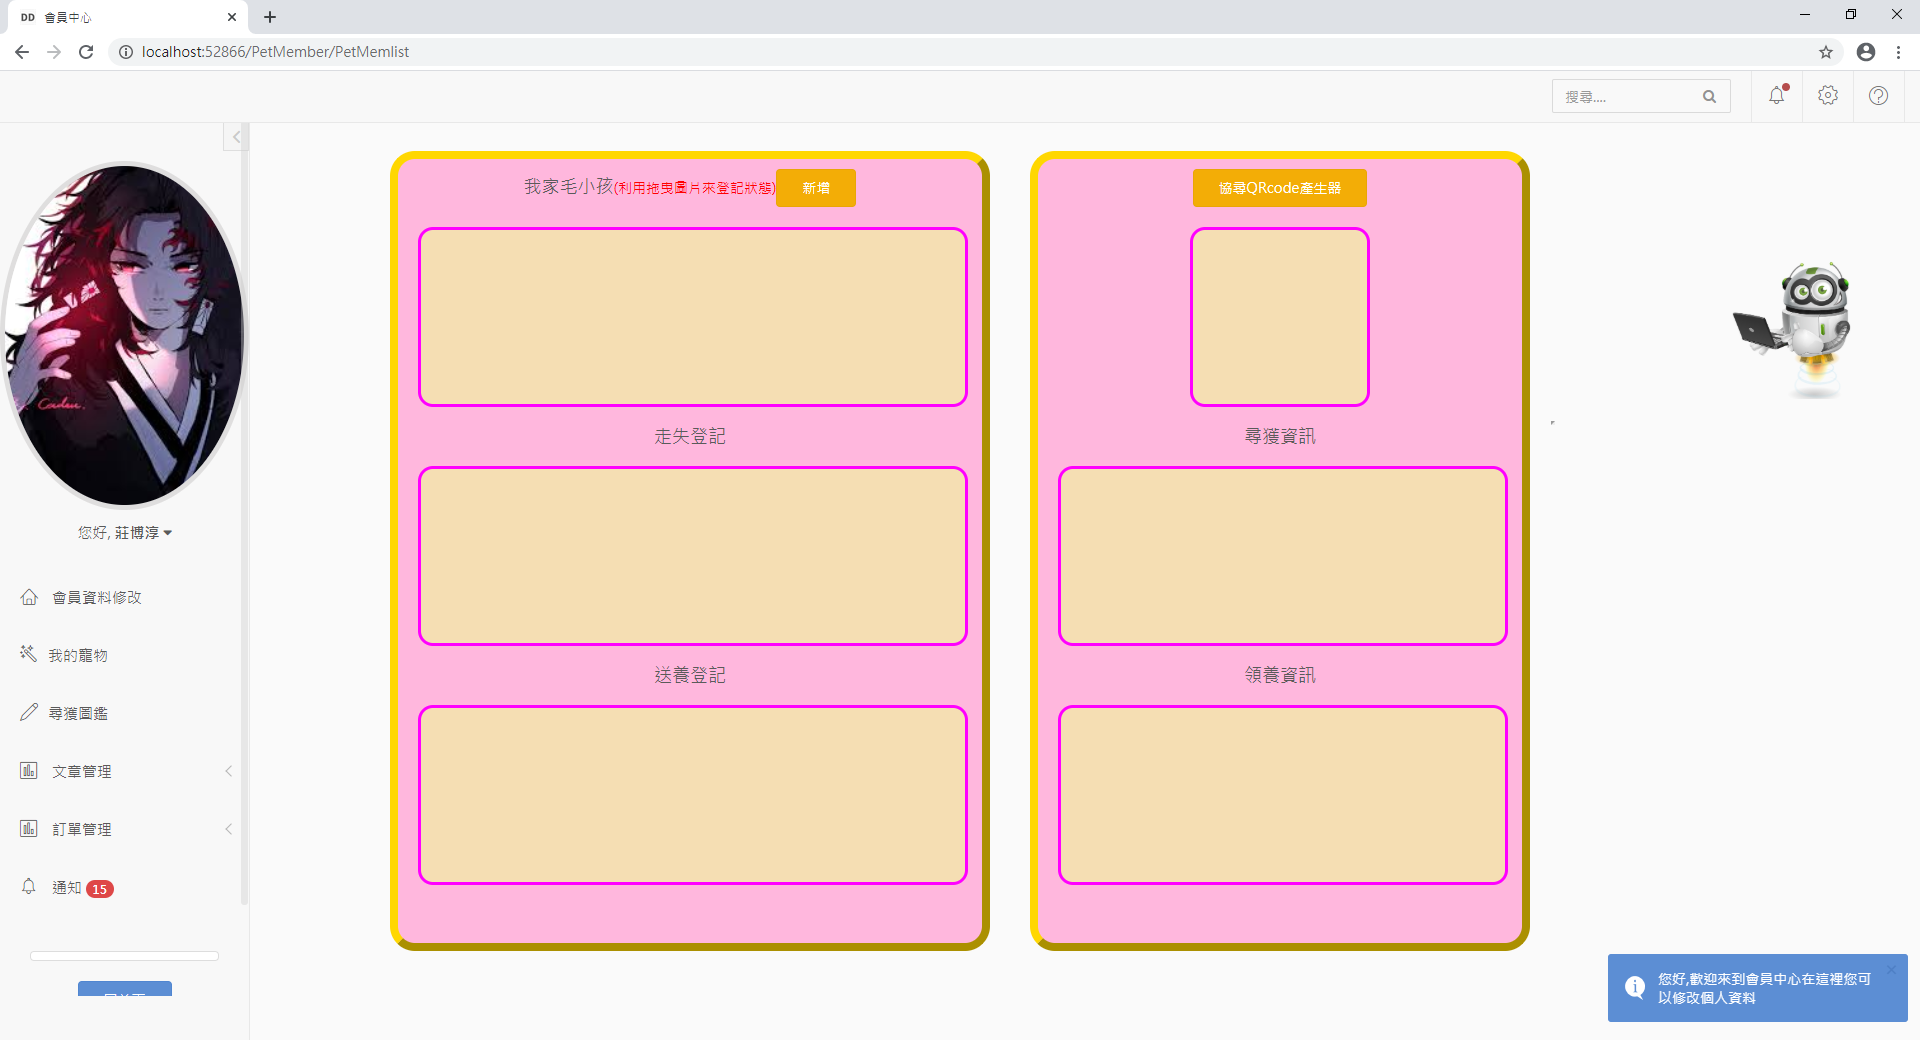 DD 會員中心
localhost:52866/PetMember/PetMemlist
搜尋....
您好, 莊博淳
會員資料修改
我的寵物
尋獲圖鑑
文章管理
訂單管理
通知 15
我家毛小孩(利用拖曳圖片來登記狀態) 新增
走失登記
送養登記
協尋QRcode產生器
尋獲資訊
領養資訊
您好,歡迎來到會員中心在這裡您可
以修改個人資料